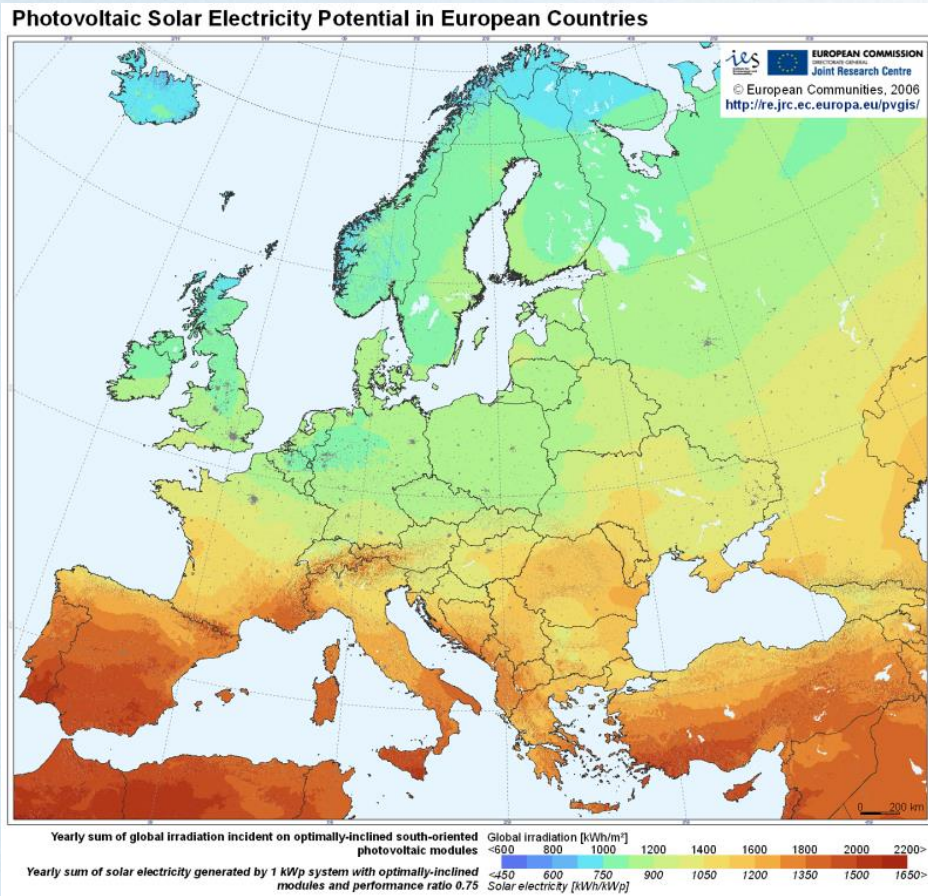 Photovoltaic Solar Electricity Potential in European Countries
ies
EUROPEAN COMMISSION
DIRECTORATE-GENERAL
Joint Research Centre
© European Communities, 2006
http://re.jrc.ec.europa.eu/pvgis/
0 200 km
Yearly sum of global irradiation incident on optimally-inclined south-oriented
photovoltaic modules
Global irradiation [kWh/m²]
<600 800 1000 1200 1400 1600 1800 2000 2200>
Yearly sum of solar electricity generated by 1 kWp system with optimally-inclined
modules and performance ratio 0.75
<450 600 750 900 1050 1200 1350 1500 1650>
Solar electricity [kWh/kWp]